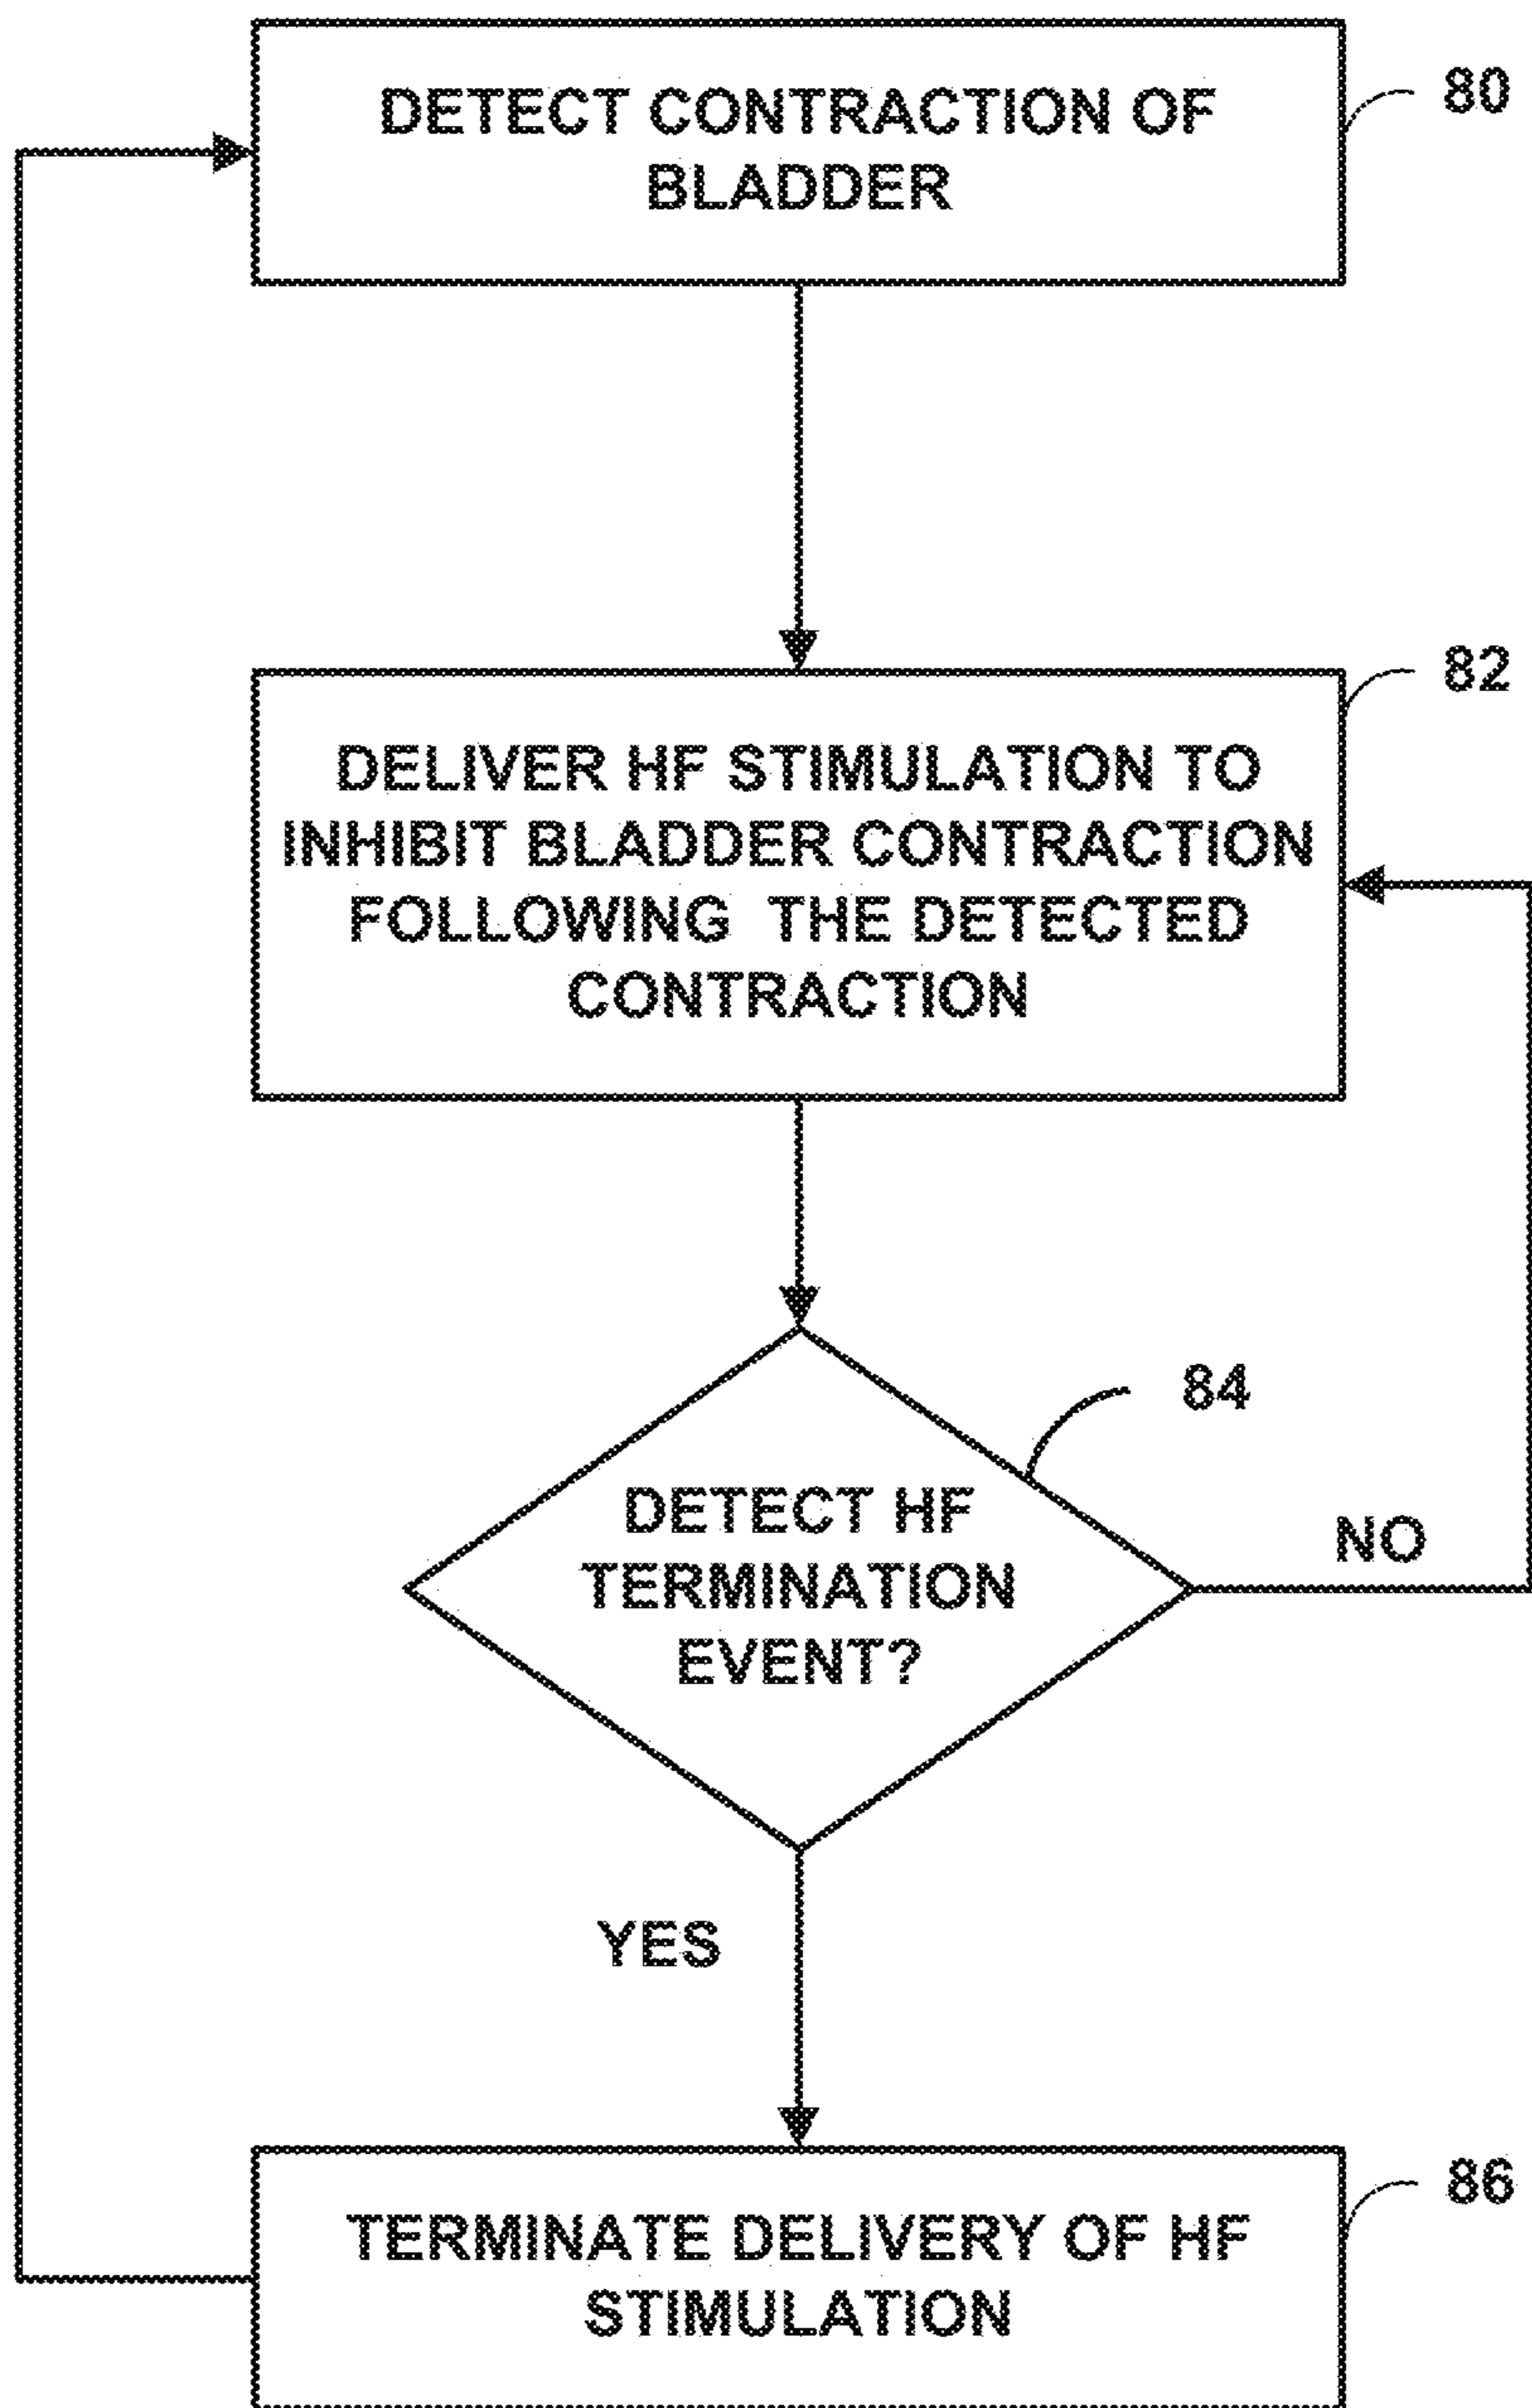 DETECT CONTRACTION OF
BLADDER
80
DELIVER HF STIMULATION TO
INHIBIT BLADDER CONTRACTION
FOLLOWING THE DETECTED
CONTRACTION
82
84
DETECT HF
TERMINATION
EVENT?
NO
YES
TERMINATE DELIVERY OF HF
STIMULATION
86